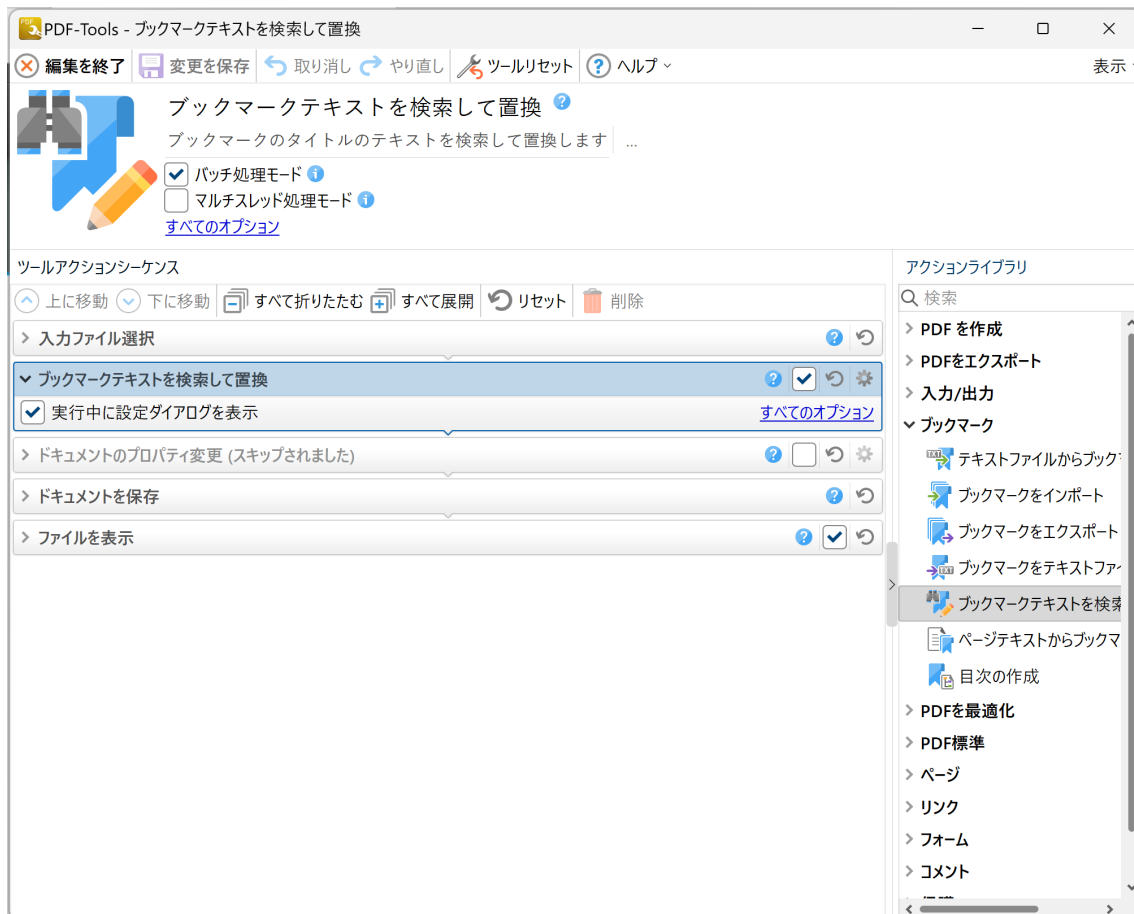 PDF-Tools - ブックマークテキストを検索して置換
編集を終了 変更を保存 取り消し やり直し ツールリセット ヘルプ 表示
ブックマークテキストを検索して置換
ブックマークのタイトルのテキストを検索して置換します ...
バッチ処理モード
マルチスレッド処理モード
すべてのオプション
ツールアクションシーケンス
上に移動 下に移動 すべて折りたたむ すべて展開 リセット 削除
入力ファイル選択
ブックマークテキストを検索して置換
実行中に設定ダイアログを表示 すべてのオプション
ドキュメントのプロパティ変更 (スキップされました)
ドキュメントを保存
ファイルを表示
アクションライブラリ
検索
PDF を作成
PDFをエクスポート
入力/出力
ブックマーク
テキストファイルからブック
ブックマークをインポート
ブックマークをエクスポート
ブックマークをテキストファ
ブックマークテキストを検索
ページテキストからブックマ
目次の作成
PDFを最適化
PDF標準
ページ
リンク
フォーム
コメント